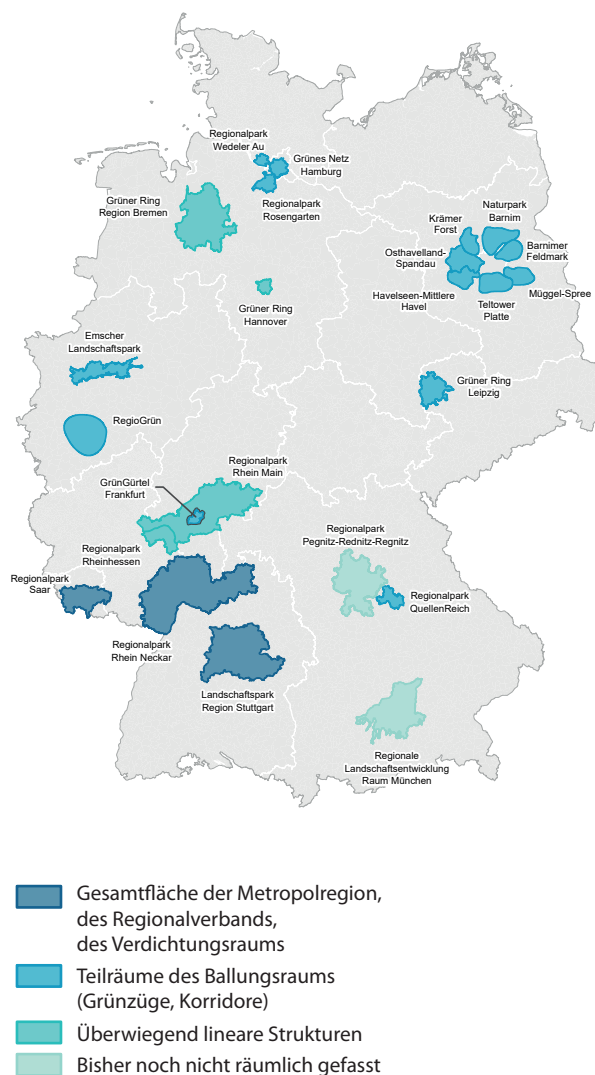 Regionalpark
Wedeler Au
Grünes Netz
Hamburg
Regionalpark
Rosengarten
Grüner Ring
Region Bremen
Naturpark
Barnim
Krämer
Forst
Barnimer
Feldmark
Osthavelland-
Spandau
Müggel-Spree
Havelseen-Mittlere
Havel
Teltower
Platte
Grüner Ring
Hannover
Emscher
Landschaftspark
Grüner Ring
Leipzig
RegioGrün
Regionalpark
Rhein Main
GrünGürtel
Frankfurt
Regionalpark
Pegnitz-Rednitz-Regnitz
Regionalpark
Rheinhessen
Regionalpark
Saar
Regionalpark
QuellenReich
Regionalpark
Rhein Neckar
Landschaftspark
Region Stuttgart
Regionale
Landschaftsentwicklung
Raum München
Gesamtfläche der Metropolregion,
des Regionalverbands,
des Verdichtungsraums
Teilräume des Ballungsraums
(Grünzüge, Korridore)
Überwiegend lineare Strukturen
Bisher noch nicht räumlich gefasst